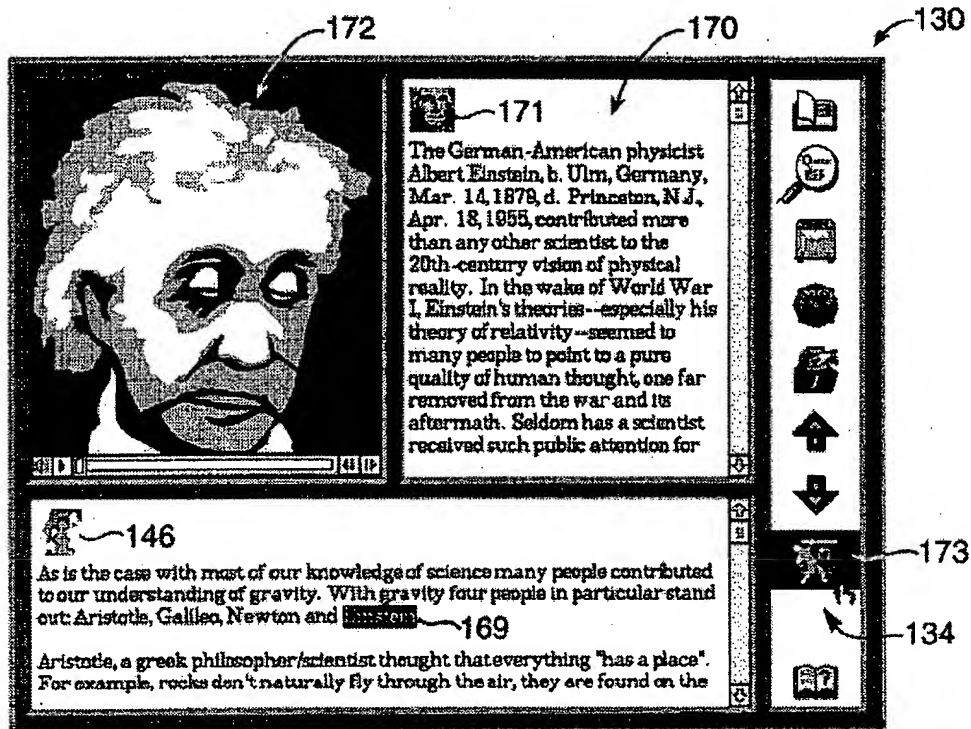 172
170
130
171
The German-American physicist
Albert Einstein, b. Ulm, Germany,
Mar. 14, 1879, d. Princeton, N.J.,
Apr. 18, 1955, contributed more
than any other scientist to the
20th-century vision of physical
reality. In the wake of World War
I, Einstein's theories--especially his
theory of relativity--seemed to
many people to point to a pure
quality of human thought, one far
removed from the war and its
aftermath. Seldom has a scientist
received such public attention for
146
173
As is the case with most of our knowledge of science many people contributed
to our understanding of gravity. With gravity four people in particular stand
out: Aristotle, Galileo, Newton and Einstein
169
134
Aristotle, a greek philosopher/scientist thought that everything "has a place".
For example, rocks don't naturally fly through the air, they are found on the
?